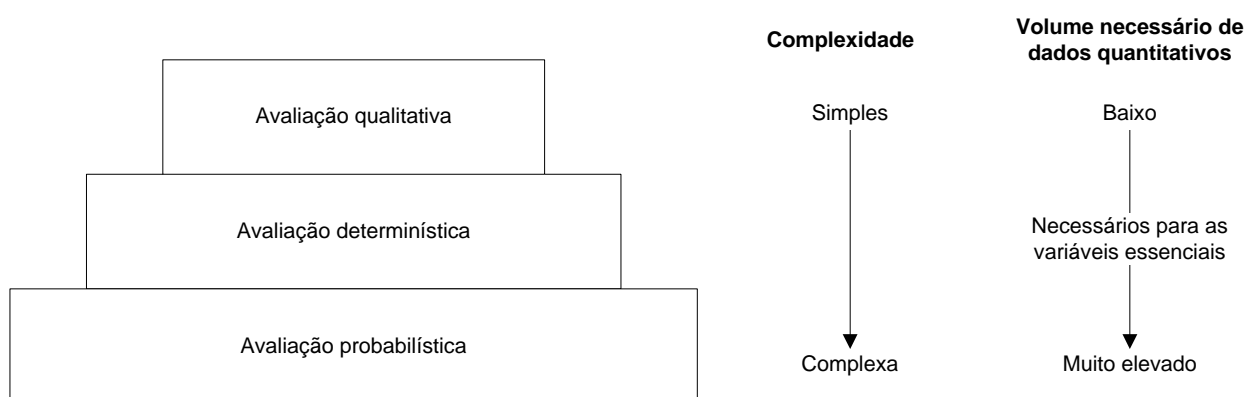 Complexidade
Volume necessário de
dados quantitativos
Avaliação qualitativa
Simples
Baixo
Avaliação determinística
Necessários para as
variáveis essenciais
Avaliação probabilística
Complexa
Muito elevado